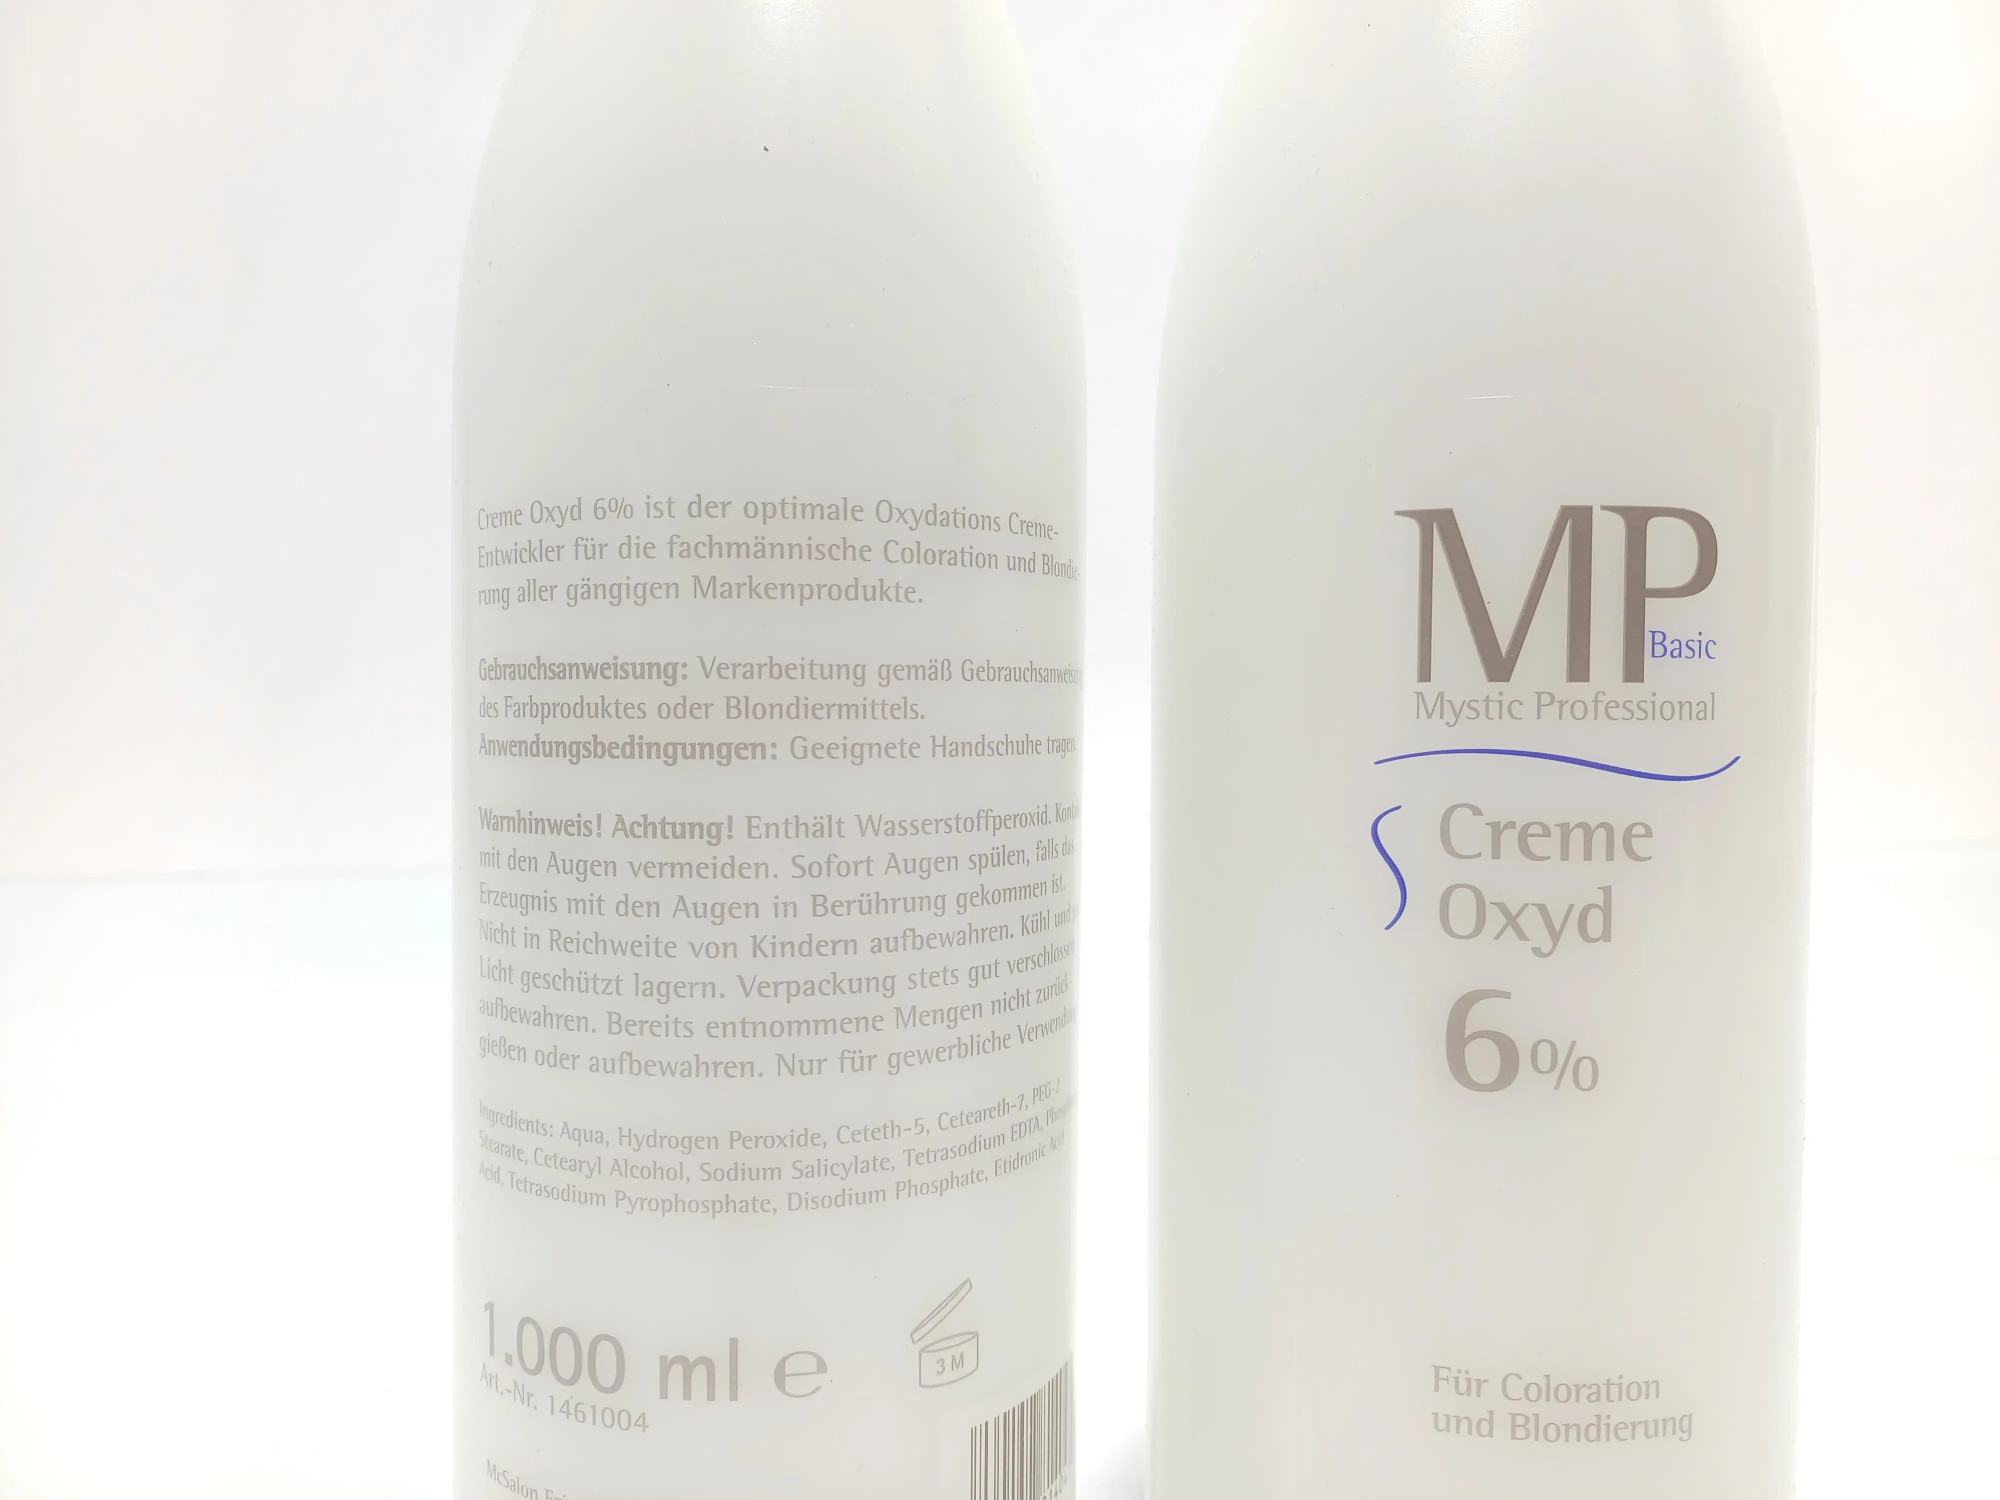 Creme Oxyd 6% ist der optimale Oxydations Creme-
Entwickler für die fachmännische Coloration und Blondie-
rung aller gängigen Markenprodukte.
Gebrauchsanweisung: Verarbeitung gemäß
des Farbproduktes oder Blondiermittels.
Anwendungsbedingungen: Geeignete Handschuhe tragen.
Warnhinweis! Achtung! Enthält Wasserstoffperoxid.
mit den Augen vermeiden. Sofort Augen spülen, falls das
Erzeugnis mit den Augen in Berührung gekommen ist.
Nicht in Reichweite von Kindern aufbewahren. Kühl und
Licht geschützt lagern. Verpackung stets gut
aufbewahren. Bereits entnommene Mengen nicht zurück-
gießen oder aufbewahren. Nur für gewerbliche
Ingredients: Aqua, Hydrogen Peroxide, Ceteth-5, Ceteareth-7, PEG-2
Stearate, Cetearyl Alcohol, Sodium Salicylate, Tetrasodium EDTA,
Acid, Tetrasodium Pyrophosphate, Disodium Phosphate, Etidronic Acid
1.000 ml e
3 M
Art.-Nr. 1461004
McSalon
MP
Basic
Mystic Professional
Creme
Oxyd
6%
Für Coloration
und Blondierung